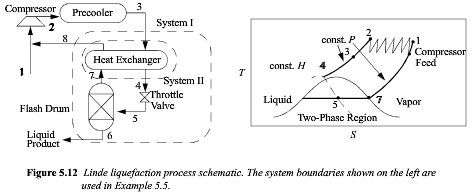 Compressor
Precooler
3
System I
2
8
Heat Exchanger
1
7
4
System II
Throttle
Valve
Flash Drum
5
Liquid
Product
6
const. P
2
1
3
Compressor
Feed
const. H
4
T
Liquid
5
7
Vapor
Two-Phase Region
S
Figure 5.12 Linde liquefaction process schematic. The system boundaries shown on the left are
used in Example 5.5.